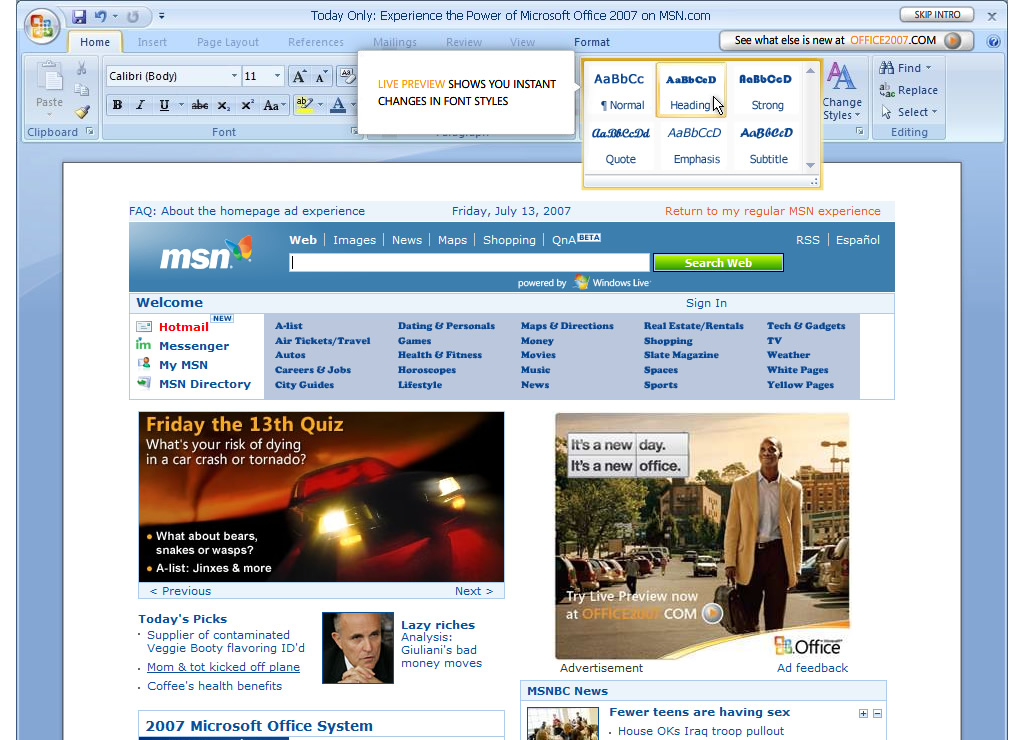 Today Only: Experience the Power of Microsoft Office 2007 on MSN.com
SKIP INTRO
Home
Insert
Page Layout
References
Mailings
Review
View
Format
See what else is new at OFFICE2007.COM
Paste
Clipboard
Calibri (Body)
11
B I U abc X₂ X² Aa
ab
A
Font
LIVE PREVIEW SHOWS YOU INSTANT
CHANGES IN FONT STYLES
AaBbCc
AaBbCcD
AaBbCcD
¶ Normal
Heading
Strong
AaBbCcDd
AaBbCcD
AaBbCcD
Quote
Emphasis
Subtitle
Change
Styles
Find
Replace
Select
Editing
FAQ: About the homepage ad experience
Friday, July 13, 2007
Return to my regular MSN experience
msn
Web | Images | News | Maps | Shopping | QnA BETA
RSS | Español
Search Web
powered by Windows Live
Welcome
Sign In
Hotmail NEW
Messenger
My MSN
MSN Directory
A-list
Air Tickets/Travel
Autos
Careers & Jobs
City Guides
Dating & Personals
Games
Health & Fitness
Horoscopes
Lifestyle
Maps & Directions
Money
Movies
Music
News
Real Estate/Rentals
Shopping
Slate Magazine
Spaces
Sports
Tech & Gadgets
TV
Weather
White Pages
Yellow Pages
Friday the 13th Quiz
What's your risk of dying
in a car crash or tornado?
What about bears,
snakes or wasps?
A-list: Jinxes & more
< Previous
Next >
It's a new day.
It's a new office.
Try Live Preview now
at OFFICE2007.COM
Microsoft
Office
Advertisement
Ad feedback
Today's Picks
Supplier of contaminated
Veggie Booty flavoring ID'd
Mom & tot kicked off plane
Coffee's health benefits
Lazy riches
Analysis:
Giuliani's bad
money moves
2007 Microsoft Office System
MSNBC News
Fewer teens are having sex
House OKs Iraq troop pullout